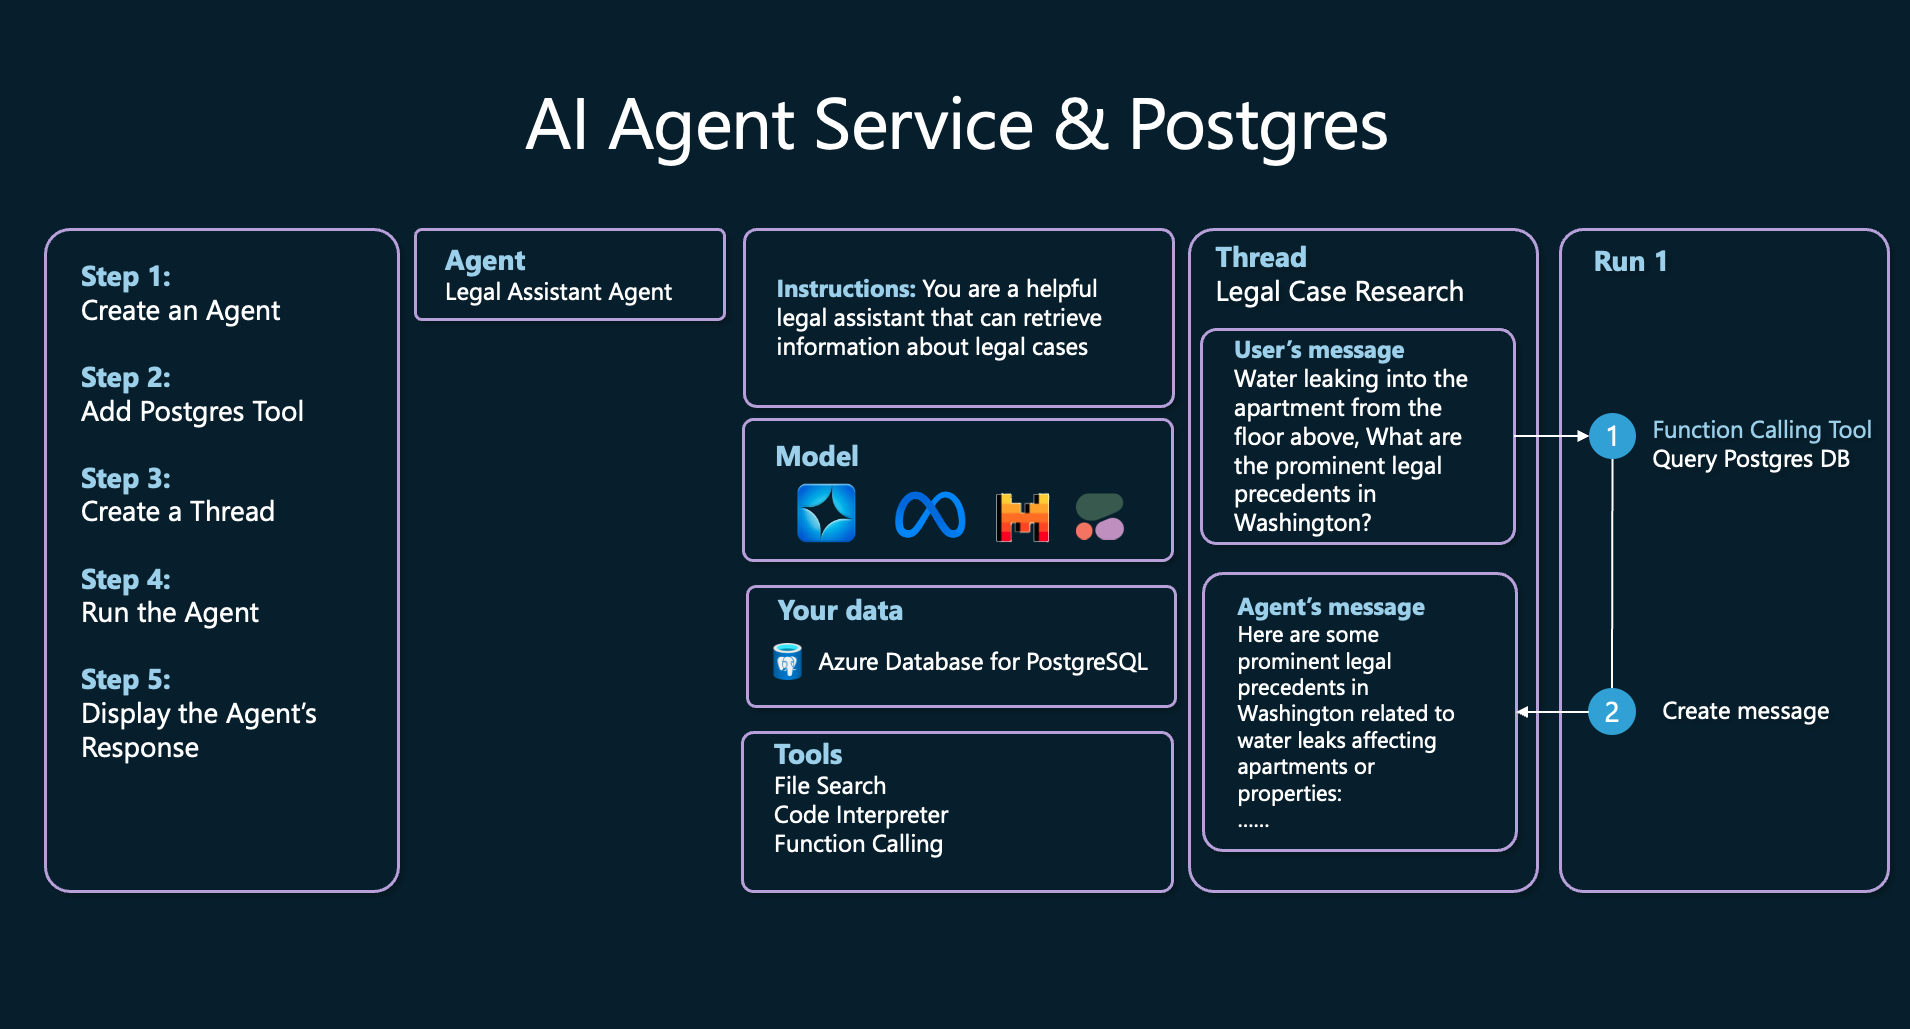 AI Agent Service & Postgres
Step 1:
Create an Agent
Step 2:
Add Postgres Tool
Step 3:
Create a Thread
Step 4:
Run the Agent
Step 5:
Display the Agent’s
Response
Agent
Legal Assistant Agent
Instructions: You are a helpful
legal assistant that can retrieve
information about legal cases
Model
Your data
Azure Database for PostgreSQL
Tools
File Search
Code Interpreter
Function Calling
Thread
Legal Case Research
User’s message
Water leaking into the
apartment from the
floor above, What are
the prominent legal
precedents in
Washington?
Agent’s message
Here are some
prominent legal
precedents in
Washington related to
water leaks affecting
apartments or
properties:
......
Run 1
1
Function Calling Tool
Query Postgres DB
2
Create message